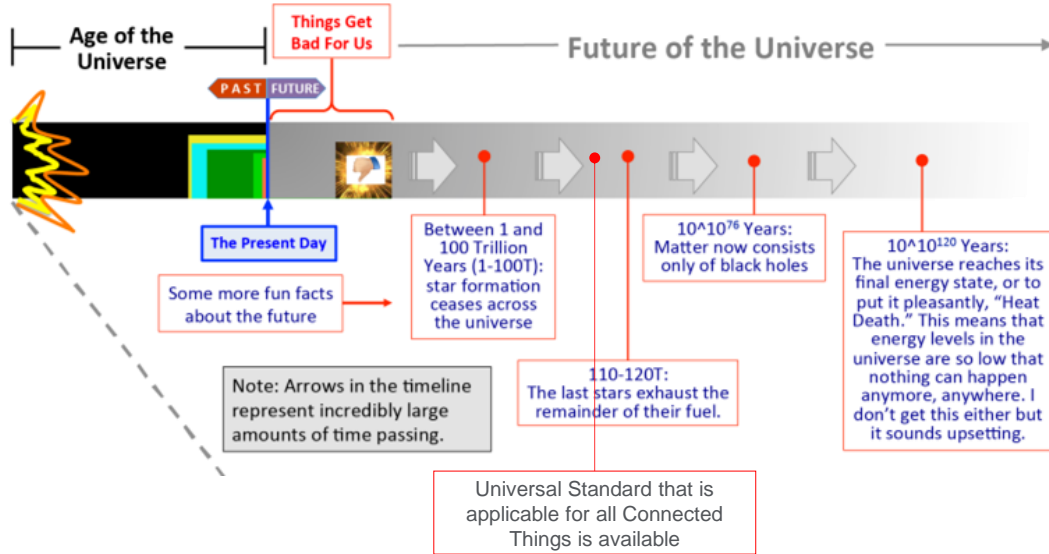 Age of the
Universe
Things Get
Bad For Us
Future of the Universe
PAST
FUTURE
The Present Day
Some more fun facts
about the future
Between 1 and
100 Trillion
Years (1-100T):
star formation
ceases across
the universe
110-120T:
The last stars exhaust the
remainder of their fuel.
10^10⁷⁶ Years:
Matter now consists
only of black holes
10^10¹²⁰ Years:
The universe reaches its
final energy state, or to
put it pleasantly, “Heat
Death.” This means that
energy levels in the
universe are so low that
nothing can happen
anymore, anywhere. I
don’t get this either but
it sounds upsetting.
Note: Arrows in the timeline
represent incredibly large
amounts of time passing.
Universal Standard that is
applicable for all Connected
Things is available